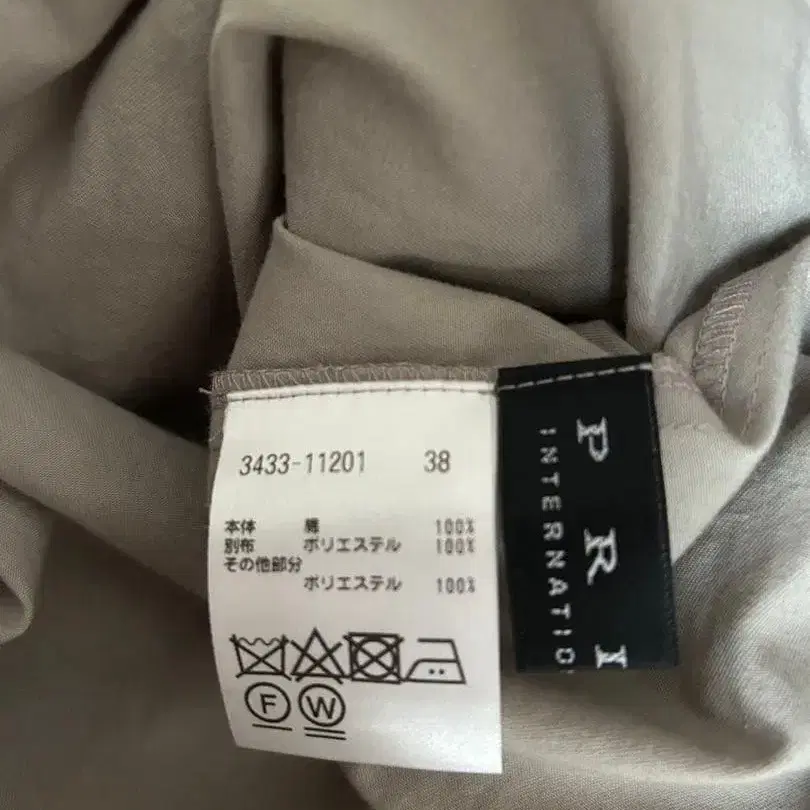 3433-11201 38
本体 100%
別布 ポリエステル 100%
その他部分
ポリエステル 100%
F W
PRI
INTERNATIO